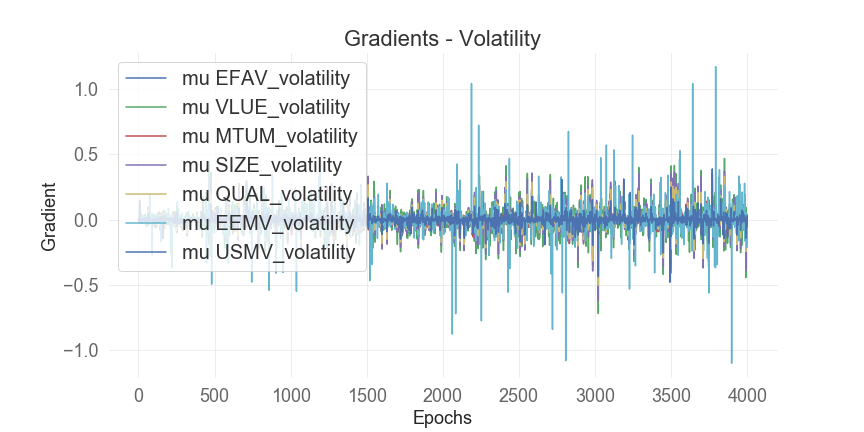 Gradients - Volatility
mu EFAV_volatility
mu VLUE_volatility
mu MTUM_volatility
mu SIZE_volatility
mu QUAL_volatility
mu EEMV_volatility
mu USMV_volatility
Gradient
1.0
0.5
0.0
−0.5
−1.0
0 500 1000 1500 2000 2500 3000 3500 4000
Epochs